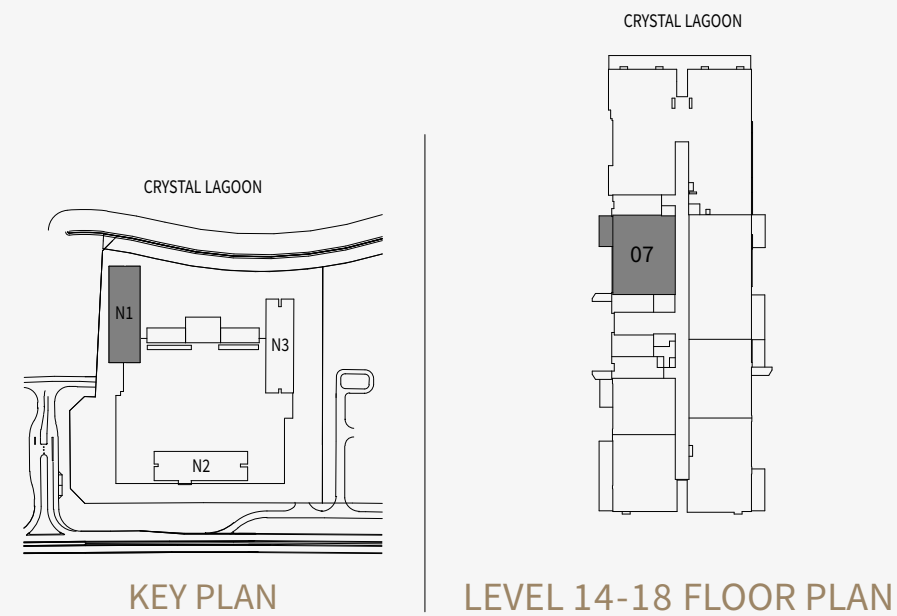 CRYSTAL LAGOON
N1
N3
N2
KEY PLAN
CRYSTAL LAGOON
07
LEVEL 14-18 FLOOR PLAN